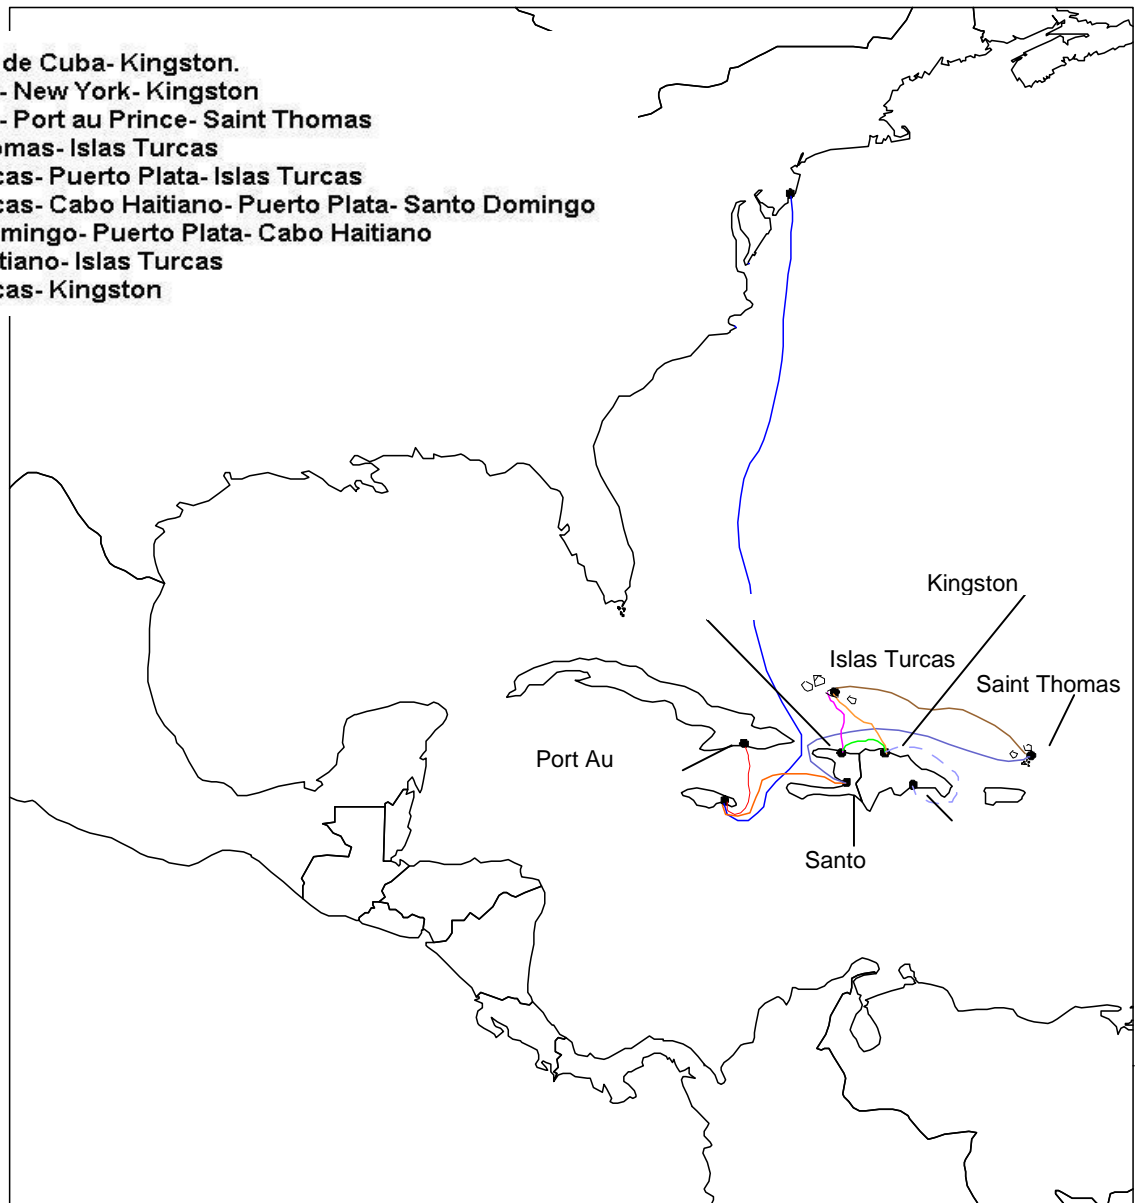 de Cuba- Kingston.
- New York- Kingston
- Port au Prince- Saint Thomas
omas- Islas Turcas
cas- Puerto Plata- Islas Turcas
cas- Cabo Haitiano- Puerto Plata- Santo Domingo
mingo- Puerto Plata- Cabo Haitiano
tiano- Islas Turcas
cas- Kingston
Kingston
Islas Turcas
Saint Thomas
Port Au
Santo